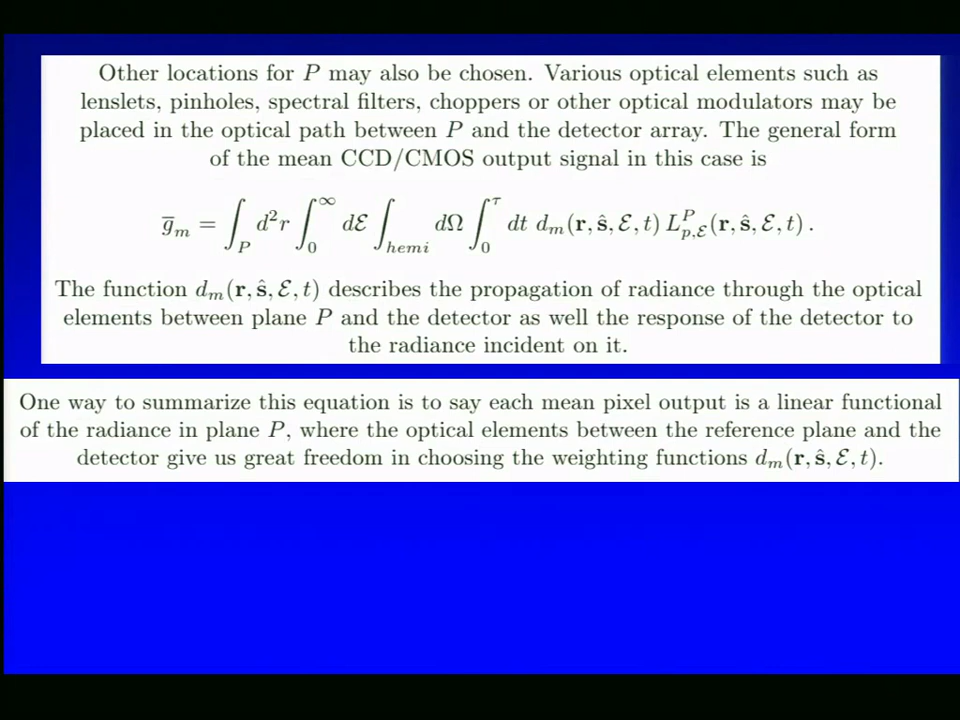 Other locations for P may also be chosen. Various optical elements such as
lenslets, pinholes, spectral filters, choppers or other optical modulators may be
placed in the optical path between P and the detector array. The general form
of the mean CCD/CMOS output signal in this case is
g̅ₘ = ∫_P d²r ∫₀^∞ dℰ ∫_hemi dΩ ∫₀^τ dt dₘ(r, ŝ, ℰ, t) L^P_{p,ℰ}(r, ŝ, ℰ, t) .
The function dₘ(r, ŝ, ℰ, t) describes the propagation of radiance through the optical
elements between plane P and the detector as well the response of the detector to
the radiance incident on it.
One way to summarize this equation is to say each mean pixel output is a linear functional
of the radiance in plane P, where the optical elements between the reference plane and the
detector give us great freedom in choosing the weighting functions dₘ(r, ŝ, ℰ, t).